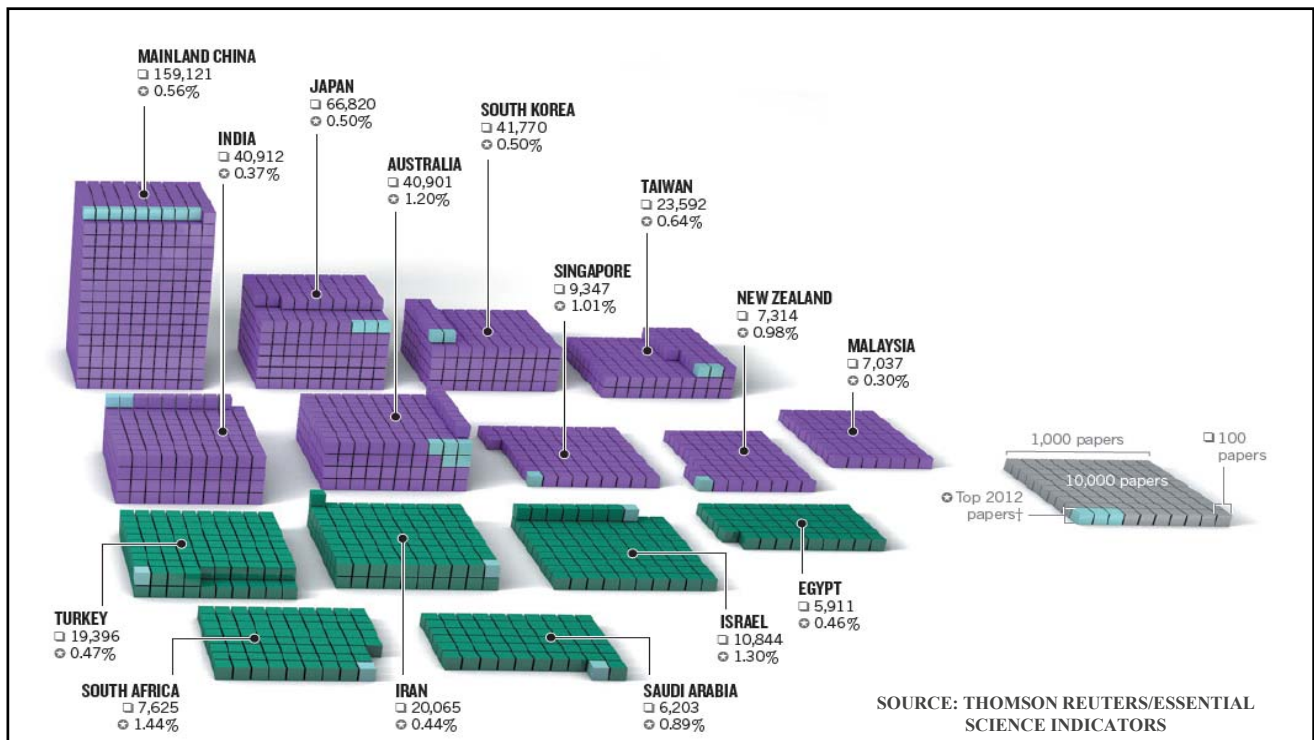 MAINLAND CHINA
❏ 159,121
✪ 0.56%
JAPAN
❏ 66,820
✪ 0.50%
SOUTH KOREA
❏ 41,770
✪ 0.50%
INDIA
❏ 40,912
✪ 0.37%
AUSTRALIA
❏ 40,901
✪ 1.20%
TAIWAN
❏ 23,592
✪ 0.64%
SINGAPORE
❏ 9,347
✪ 1.01%
NEW ZEALAND
❏ 7,314
✪ 0.98%
MALAYSIA
❏ 7,037
✪ 0.30%
1,000 papers
❏ 100
papers
10,000 papers
✪ Top 2012
papers†
TURKEY
❏ 19,396
✪ 0.47%
SOUTH AFRICA
❏ 7,625
✪ 1.44%
IRAN
❏ 20,065
✪ 0.44%
ISRAEL
❏ 10,844
✪ 1.30%
EGYPT
❏ 5,911
✪ 0.46%
SAUDI ARABIA
❏ 6,203
✪ 0.89%
SOURCE: THOMSON REUTERS/ESSENTIAL
SCIENCE INDICATORS